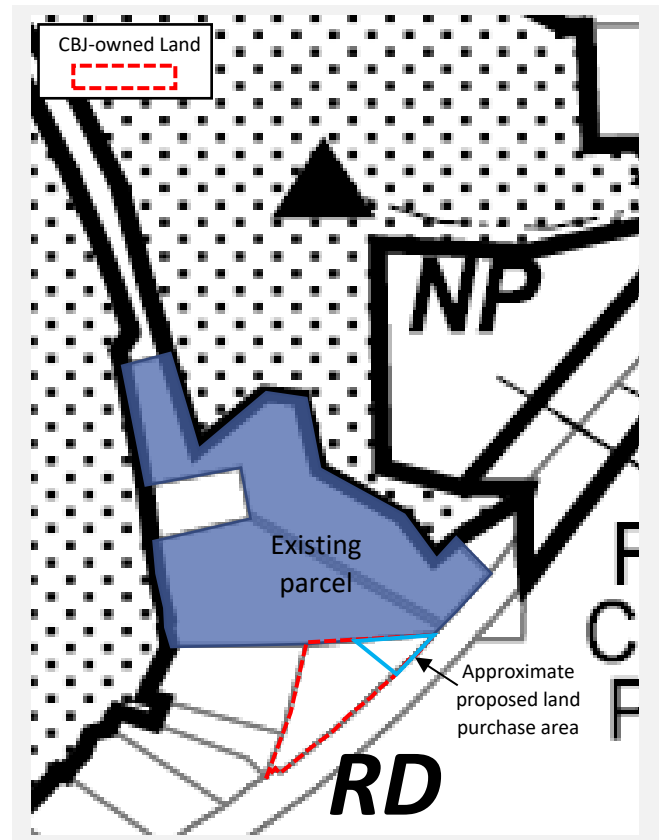 CBJ-owned Land
NP
Existing
parcel
Approximate
proposed land
purchase area
RD